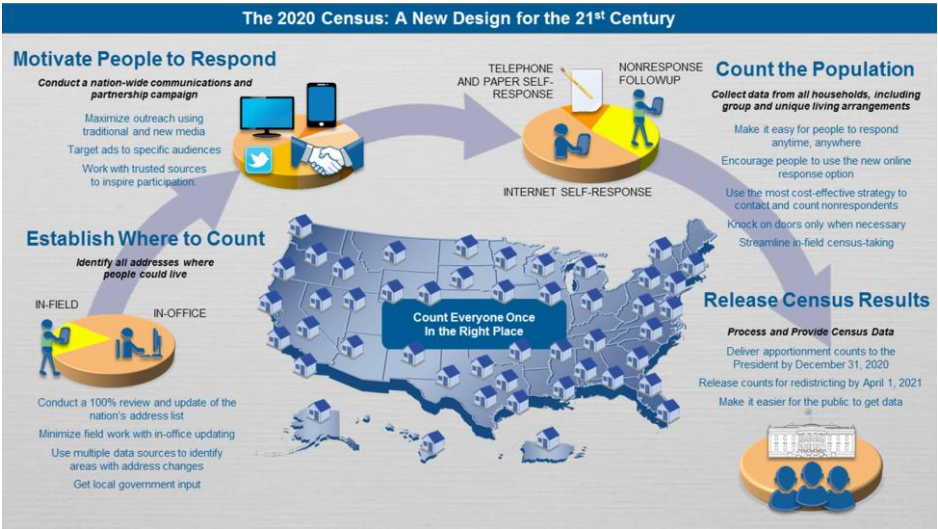 The 2020 Census: A New Design for the 21st Century
Motivate People to Respond
Conduct a nation-wide communications and
partnership campaign
Maximize outreach using
traditional and new media
Target ads to specific audiences
Work with trusted sources
to inspire participation
TELEPHONE
AND PAPER SELF-
RESPONSE
NONRESPONSE
FOLLOWUP
INTERNET SELF-RESPONSE
Count the Population
Collect data from all households, including
group and unique living arrangements
Make it easy for people to respond
anytime, anywhere
Encourage people to use the new online
response option
Use the most cost-effective strategy to
contact and count nonrespondents
Knock on doors only when necessary
Streamline in-field census-taking
Establish Where to Count
Identify all addresses where
people could live
IN-FIELD
IN-OFFICE
Conduct a 100% review and update of the
nation's address list
Minimize field work with in-office updating
Use multiple data sources to identify
areas with address changes
Get local government input
Count Everyone Once
In the Right Place
Release Census Results
Process and Provide Census Data
Deliver apportionment counts to the
President by December 31, 2020
Release counts for redistricting by April 1, 2021
Make it easier for the public to get data